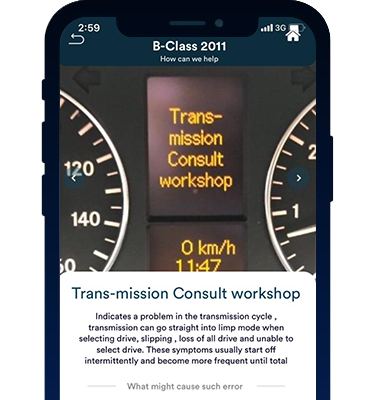 2:59
3G
B-Class 2011
How can we help
Trans-
mission
Consult
workshop
120
140
60
2
1
0 km/h
11:47
Trans-mission Consult workshop
Indicates a problem in the transmission cycle ,
transmission can go straight into limp mode when
selecting drive, slipping , loss of all drive and unable to
select drive. These symptoms usually start off
intermittently and become more frequent until total
What might cause such error